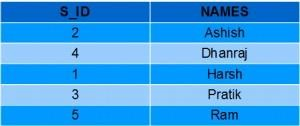 S_ID NAMES
2 Ashish
4 Dhanraj
1 Harsh
3 Pratik
5 Ram